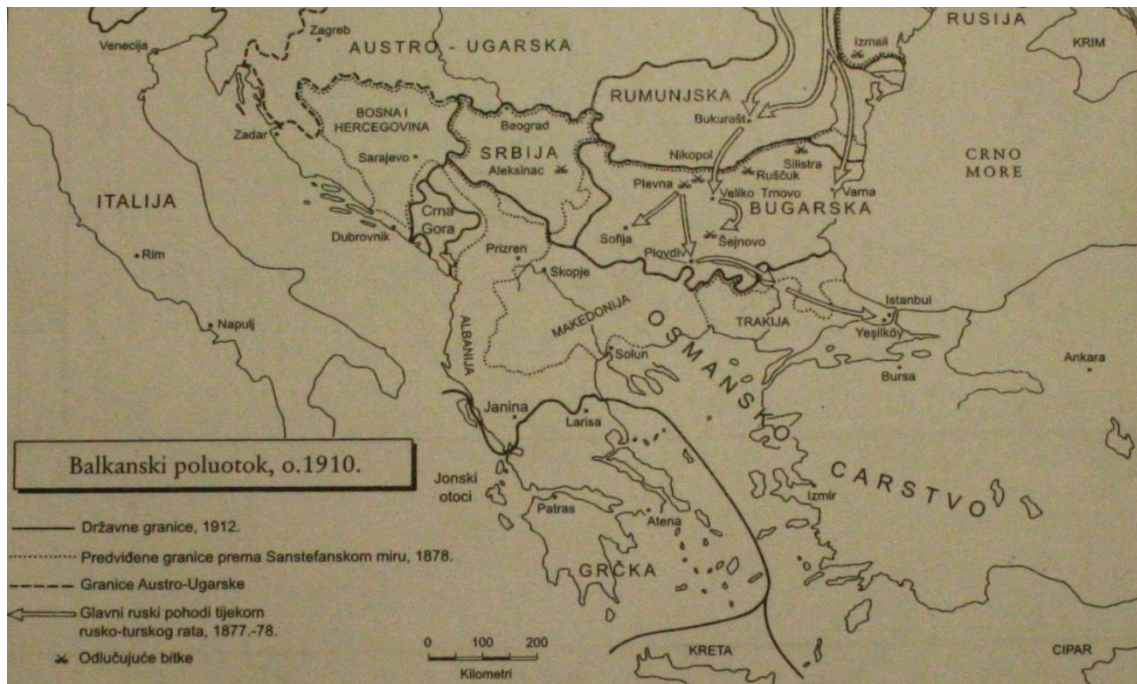 RUSIJA
Venecija
Zagreb
AUSTRO - UGARSKA
Izmail
KRIM
RUMUNJSKA
BOSNA I
HERCEGOVINA
Beograd
Bukurašt
Zadar
Sarajevo
SRBIJA
Aleksinac
Nikopol
Silistra
Ruščuk
CRNO
MORE
Plevna
Veliko Trnovo
Varna
ITALIJA
Crna
Gora
BUGARSKA
Dubrovnik
Sofija
Šejnovo
Rim
Prizren
Plovdiv
Skopje
Istanbul
Napulj
ALBANIJA
MAKEDONIJA
TRAKIJA
Yeşilköy
OSMANSKO
Solun
Ankara
Bursa
Janina
Larisa
Balkanski poluotok, o.1910.
CARSTVO
Jonski
otoci
Izmir
Patras
Atena
Državne granice, 1912.
Predviđene granice prema Sanstefanskom miru, 1878.
GRČKA
Granice Austro-Ugarske
Glavni ruski pohodi tijekom
rusko-turskog rata, 1877.-78.
Odlučujuće bitke
0 100 200
Kilometri
KRETA
CIPAR